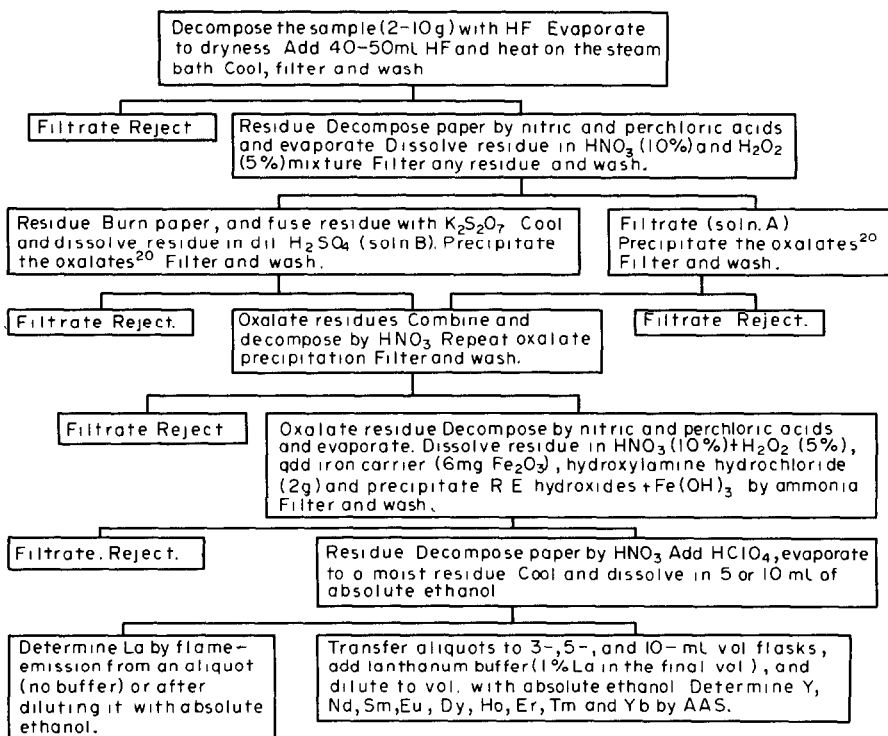 Decompose the sample (2-10g) with HF Evaporate
to dryness Add 40-50mL HF and heat on the steam
bath Cool, filter and wash
Filtrate Reject
Residue Decompose paper by nitric and perchloric acids
and evaporate Dissolve residue in HNO₃ (10%) and H₂O₂
(5%) mixture Filter any residue and wash.
Residue Burn paper, and fuse residue with K₂S₂O₇ Cool
and dissolve residue in dil H₂SO₄ (soln B). Precipitate
the oxalates²⁰ Filter and wash.
Filtrate (soln. A)
Precipitate the oxalates²⁰
Filter and wash.
Filtrate Reject.
Oxalate residues Combine and
decompose by HNO₃ Repeat oxalate
precipitation Filter and wash.
Filtrate Reject.
Filtrate Reject
Oxalate residue Decompose by nitric and perchloric acids
and evaporate. Dissolve residue in HNO₃ (10%)+H₂O₂ (5%),
add iron carrier (6mg Fe₂O₃), hydroxylamine hydrochloride
(2g) and precipitate R E hydroxides+Fe(OH)₃ by ammonia
Filter and wash.
Filtrate. Reject.
Residue Decompose paper by HNO₃ Add HClO₄, evaporate
to a moist residue Cool and dissolve in 5 or 10 mL of
absolute ethanol
Determine La by flame-
emission from an aliquot
(no buffer) or after
diluting it with absolute
ethanol.
Transfer aliquots to 3-, 5-, and 10-mL vol flasks,
add lanthanum buffer (1% La in the final vol), and
dilute to vol. with absolute ethanol Determine Y,
Nd, Sm, Eu, Dy, Ho, Er, Tm and Yb by AAS.